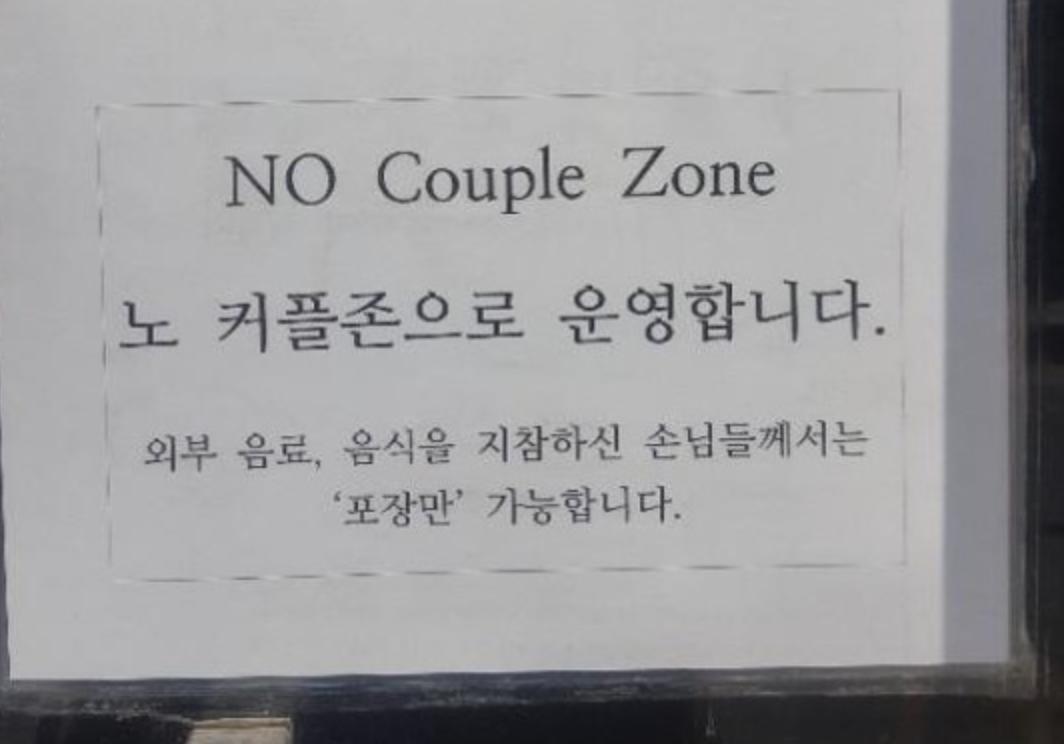 NO Couple Zone
노 커플존으로 운영합니다.
외부 음료, 음식을 지참하신 손님들께서는
‘포장만’ 가능합니다.